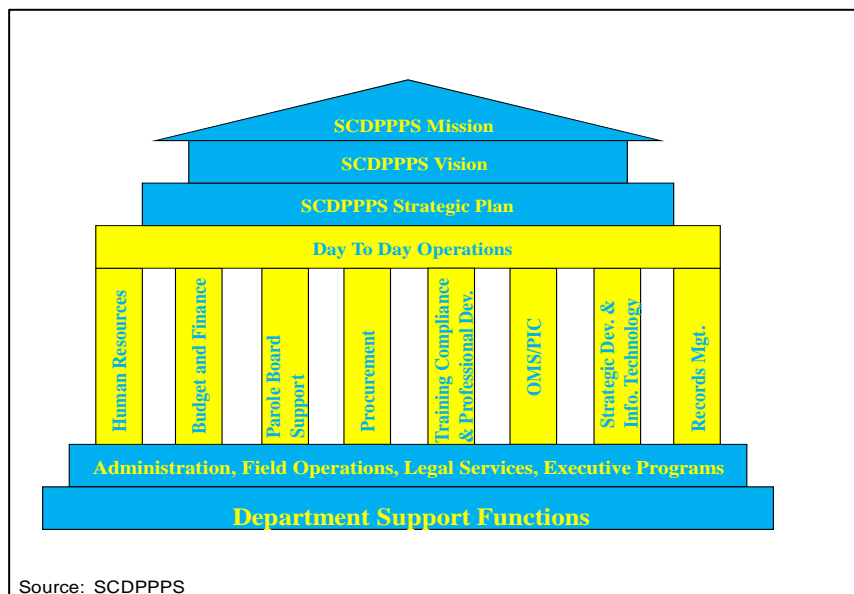 SCDPPPS Mission
SCDPPPS Vision
SCDPPPS Strategic Plan
Day To Day Operations
Human Resources
Budget and Finance
Parole Board
Support
Procurement
Training Compliance
& Professional Dev.
OMS/PIC
Strategic Dev. &
Info. Technology
Records Mgt.
Administration, Field Operations, Legal Services, Executive Programs
Department Support Functions
Source: SCDPPPS